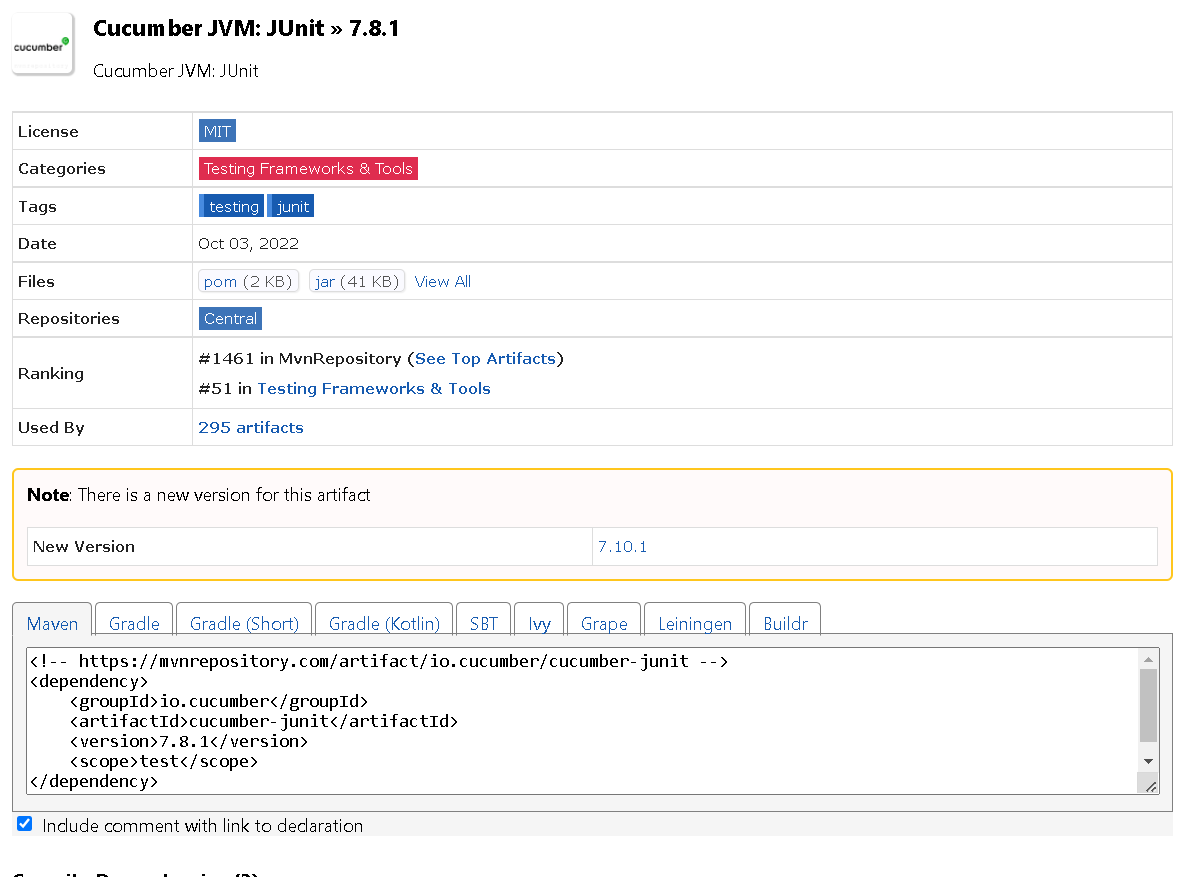 cucumber
Cucumber JVM: JUnit » 7.8.1
Cucumber JVM: JUnit
License MIT
Categories Testing Frameworks & Tools
Tags testing junit
Date Oct 03, 2022
Files pom (2 KB) jar (41 KB) View All
Repositories Central
Ranking #1461 in MvnRepository (See Top Artifacts)
#51 in Testing Frameworks & Tools
Used By 295 artifacts
Note: There is a new version for this artifact
New Version 7.10.1
Maven Gradle Gradle (Short) Gradle (Kotlin) SBT Ivy Grape Leiningen Buildr
<!-- https://mvnrepository.com/artifact/io.cucumber/cucumber-junit -->
<dependency>
    <groupId>io.cucumber</groupId>
    <artifactId>cucumber-junit</artifactId>
    <version>7.8.1</version>
    <scope>test</scope>
</dependency>
Include comment with link to declaration